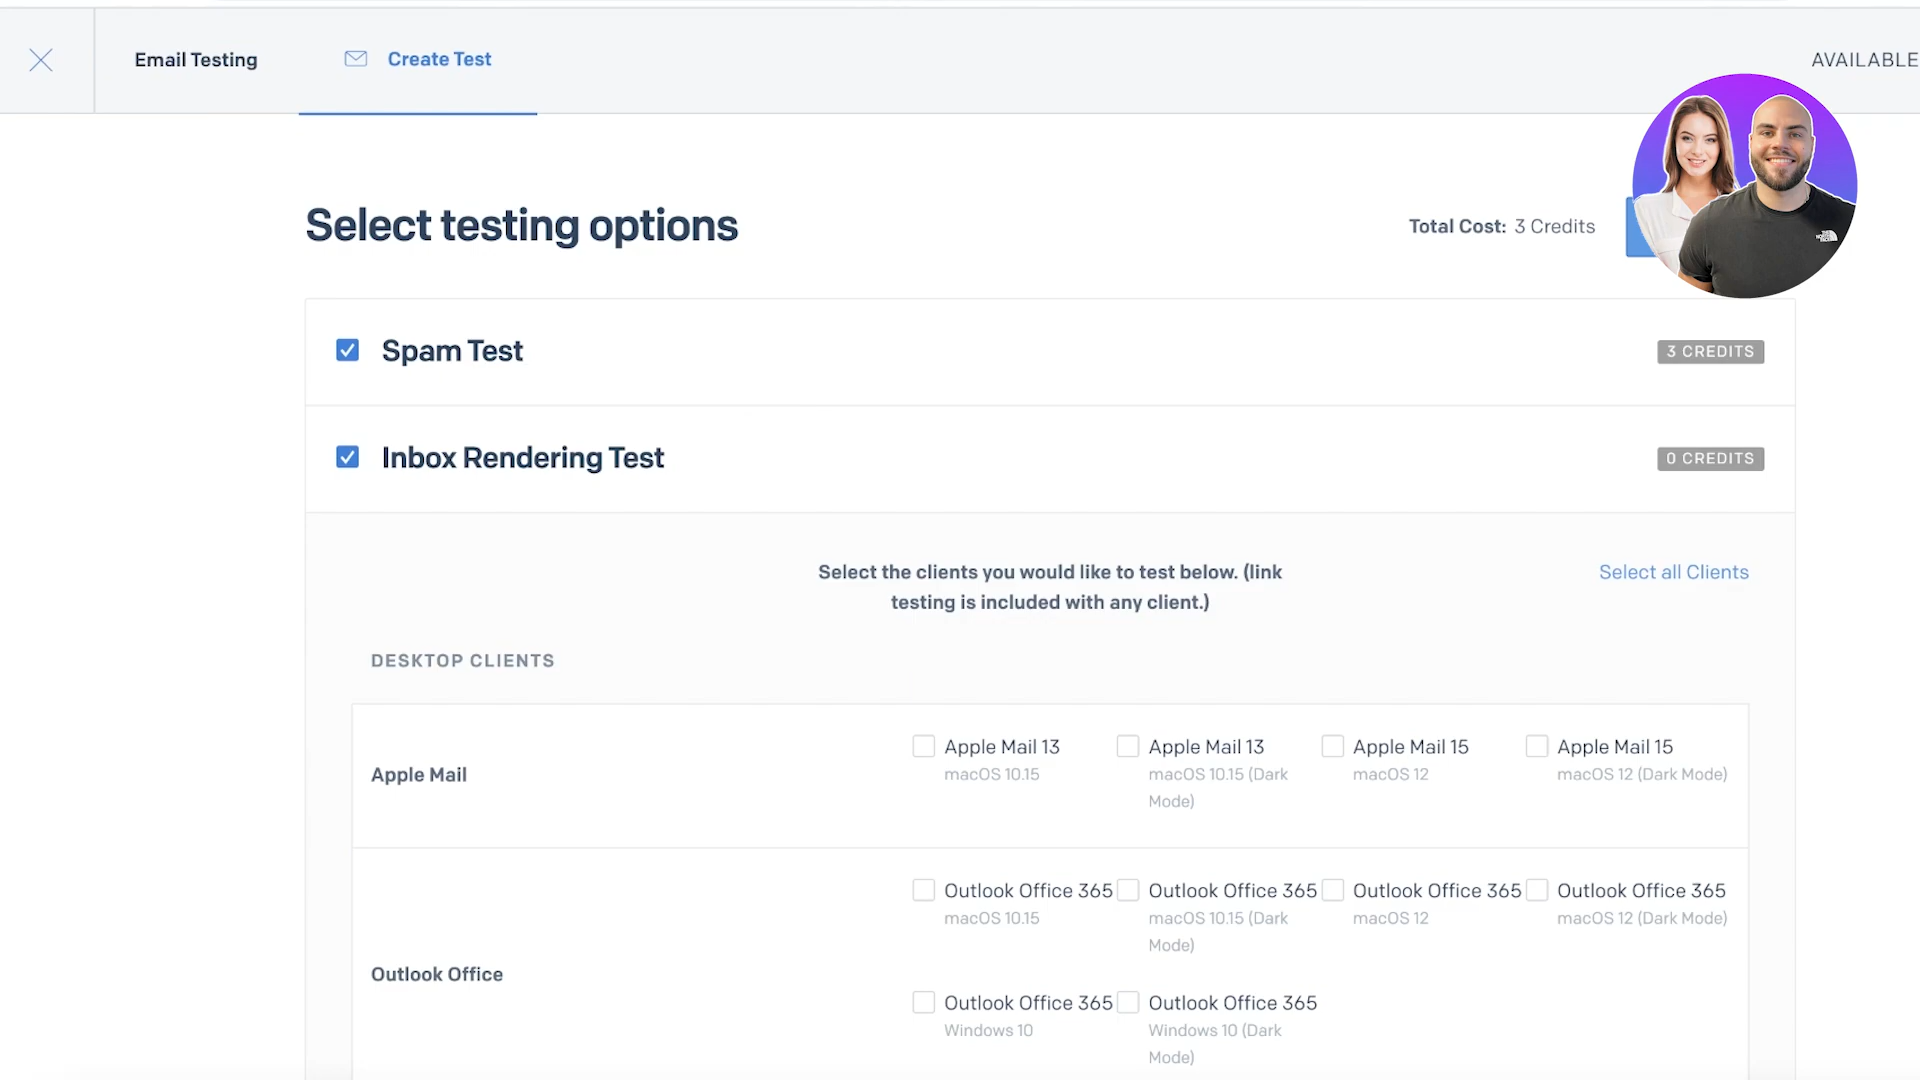 Email Testing
Create Test
AVAILABLE
Select testing options
Total Cost: 3 Credits
Spam Test
3 CREDITS
Inbox Rendering Test
0 CREDITS
Select the clients you would like to test below. (link
testing is included with any client.)
Select all Clients
DESKTOP CLIENTS
Apple Mail
Apple Mail 13
macOS 10.15
Apple Mail 13
macOS 10.15 (Dark
Mode)
Apple Mail 15
macOS 12
Apple Mail 15
macOS 12 (Dark Mode)
Outlook Office
Outlook Office 365
macOS 10.15
Outlook Office 365
macOS 10.15 (Dark
Mode)
Outlook Office 365
macOS 12
Outlook Office 365
macOS 12 (Dark Mode)
Outlook Office 365
Windows 10
Outlook Office 365
Windows 10 (Dark
Mode)